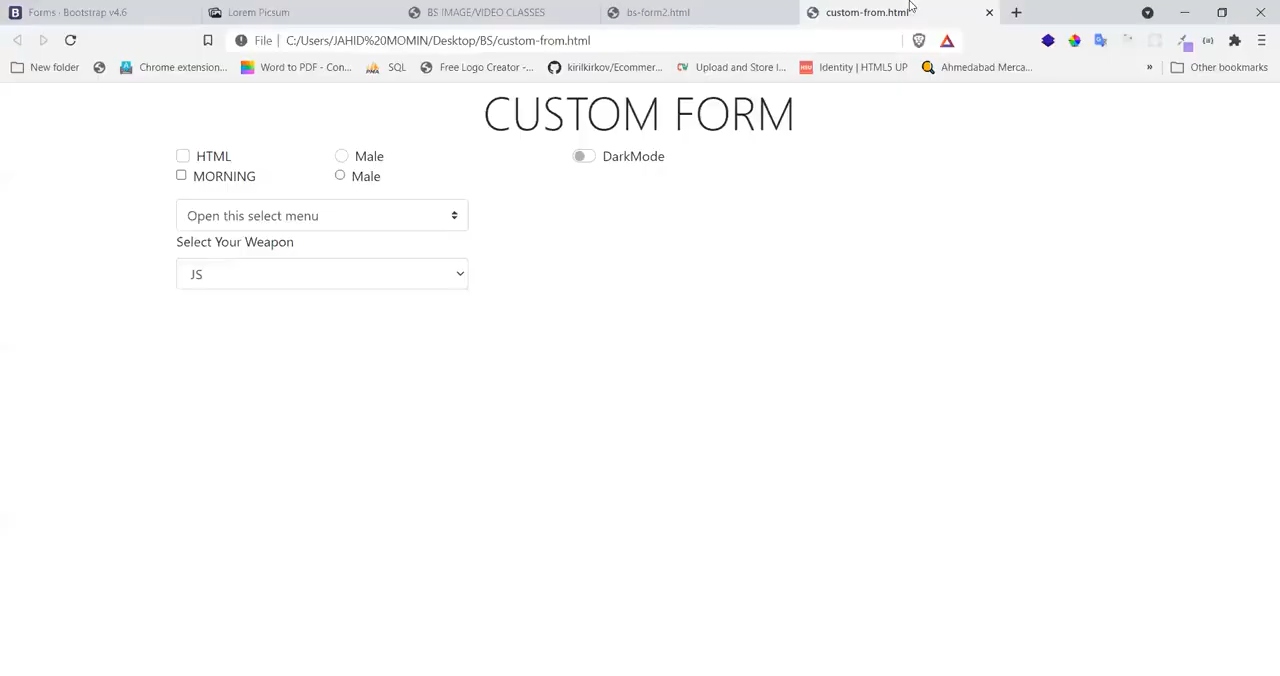 Forms · Bootstrap v4.6
Lorem Picsum
BS IMAGE/VIDEO CLASSES
bs-form2.html
custom-from.html
File | C:/Users/JAHID%20MOMIN/Desktop/BS/custom-from.html
New folder
Chrome extension...
Word to PDF - Con...
SQL
Free Logo Creator -...
kirilkirkov/Ecommer...
Upload and Store I...
Identity | HTML5 UP
Ahmedabad Merca...
»
Other bookmarks
CUSTOM FORM
HTML
Male
DarkMode
MORNING
Male
Open this select menu
Select Your Weapon
JS